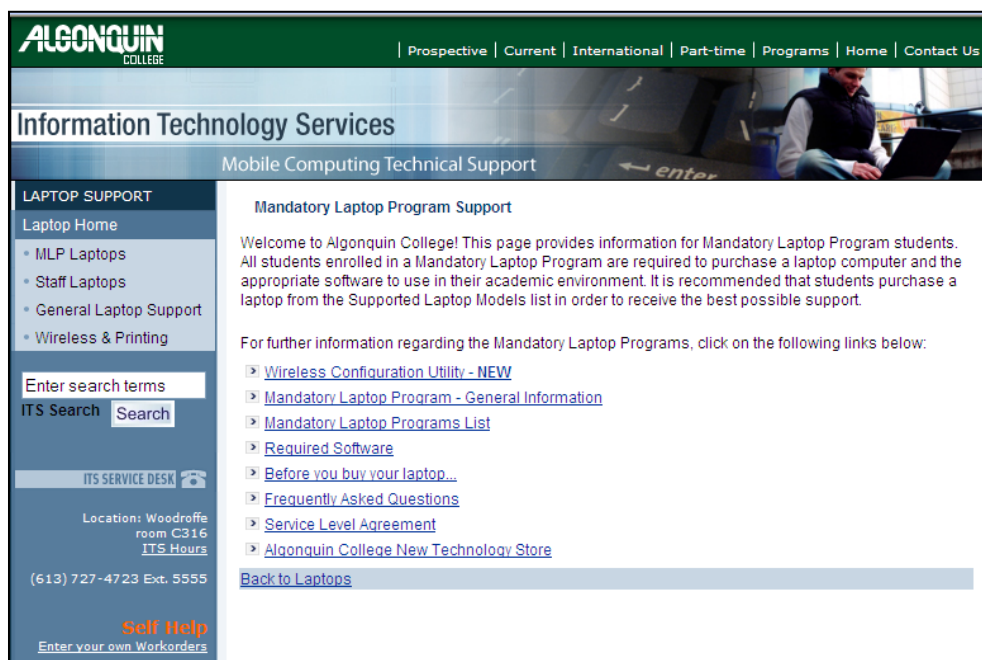 ALGONQUIN
COLLEGE
| Prospective | Current | International | Part-time | Programs | Home | Contact Us
Information Technology Services
Mobile Computing Technical Support
enter
LAPTOP SUPPORT
Laptop Home
MLP Laptops
Staff Laptops
General Laptop Support
Wireless & Printing
Enter search terms
ITS Search Search
ITS SERVICE DESK
Location: Woodroffe
room C316
ITS Hours
(613) 727-4723 Ext. 5555
Self Help
Enter your own Workorders
Mandatory Laptop Program Support
Welcome to Algonquin College! This page provides information for Mandatory Laptop Program students.
All students enrolled in a Mandatory Laptop Program are required to purchase a laptop computer and the
appropriate software to use in their academic environment. It is recommended that students purchase a
laptop from the Supported Laptop Models list in order to receive the best possible support.
For further information regarding the Mandatory Laptop Programs, click on the following links below:
Wireless Configuration Utility - NEW
Mandatory Laptop Program - General Information
Mandatory Laptop Programs List
Required Software
Before you buy your laptop...
Frequently Asked Questions
Service Level Agreement
Algonquin College New Technology Store
Back to Laptops